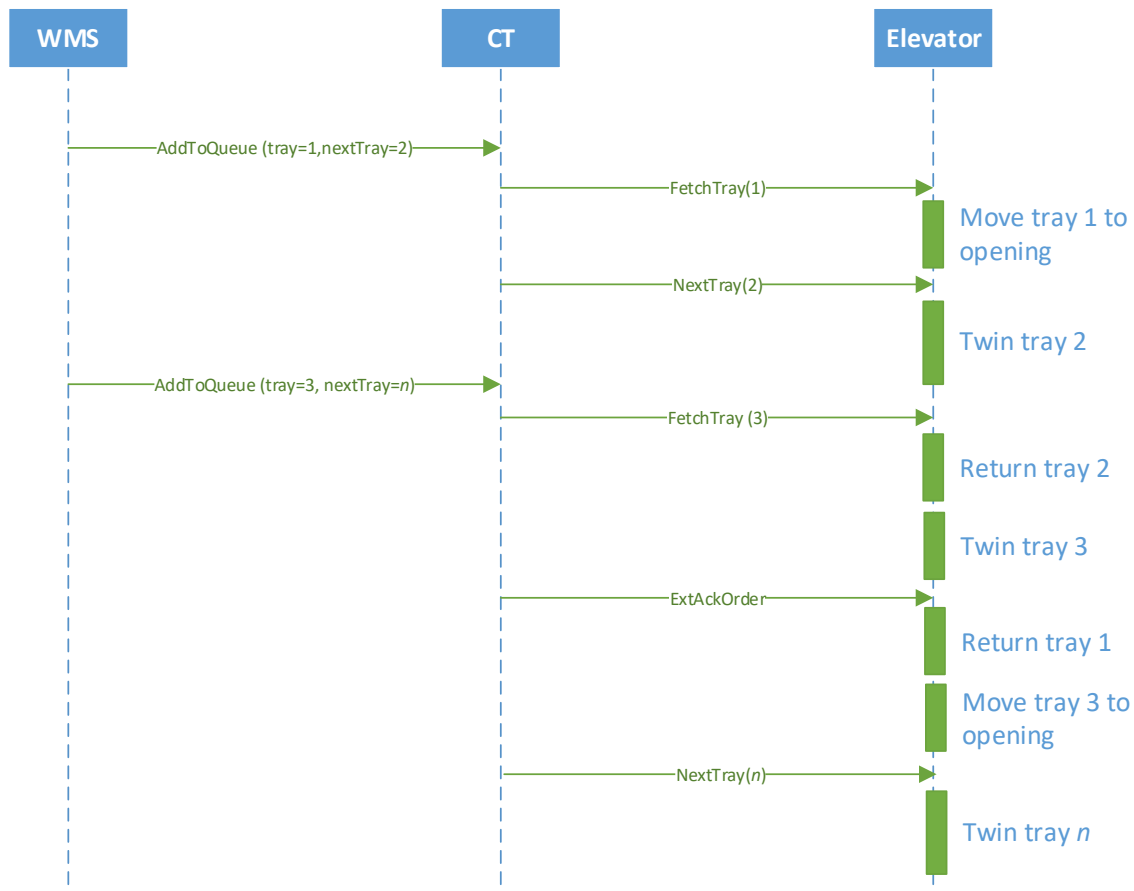 WMS
CT
Elevator
AddToQueue (tray=1,nextTray=2)
FetchTray(1)
Move tray 1 to
opening
NextTray(2)
Twin tray 2
AddToQueue (tray=3, nextTray=n)
FetchTray (3)
Return tray 2
Twin tray 3
ExtAckOrder
Return tray 1
Move tray 3 to
opening
NextTray(n)
Twin tray n